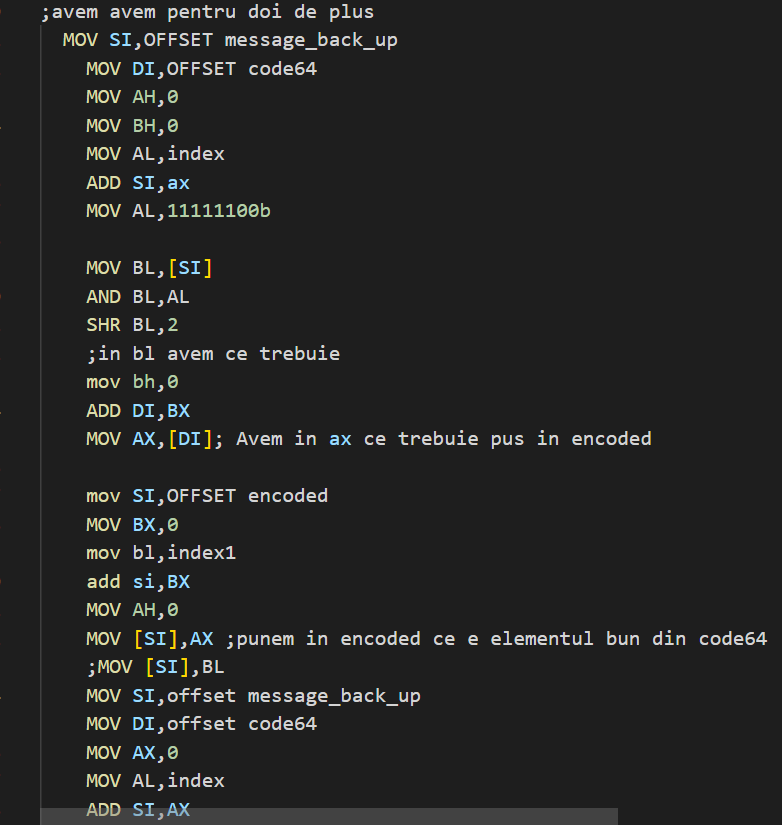 ;avem avem pentru doi de plus
MOV SI,OFFSET message_back_up
MOV DI,OFFSET code64
MOV AH,0
MOV BH,0
MOV AL,index
ADD SI,ax
MOV AL,11111100b
MOV BL,[SI]
AND BL,AL
SHR BL,2
;in bl avem ce trebuie
mov bh,0
ADD DI,BX
MOV AX,[DI]; Avem in ax ce trebuie pus in encoded
mov SI,OFFSET encoded
MOV BX,0
mov bl,index1
add si,BX
MOV AH,0
MOV [SI],AX ;punem in encoded ce e elementul bun din code64
;MOV [SI],BL
MOV SI,offset message_back_up
MOV DI,offset code64
MOV AX,0
MOV AL,index
ADD SI,AX